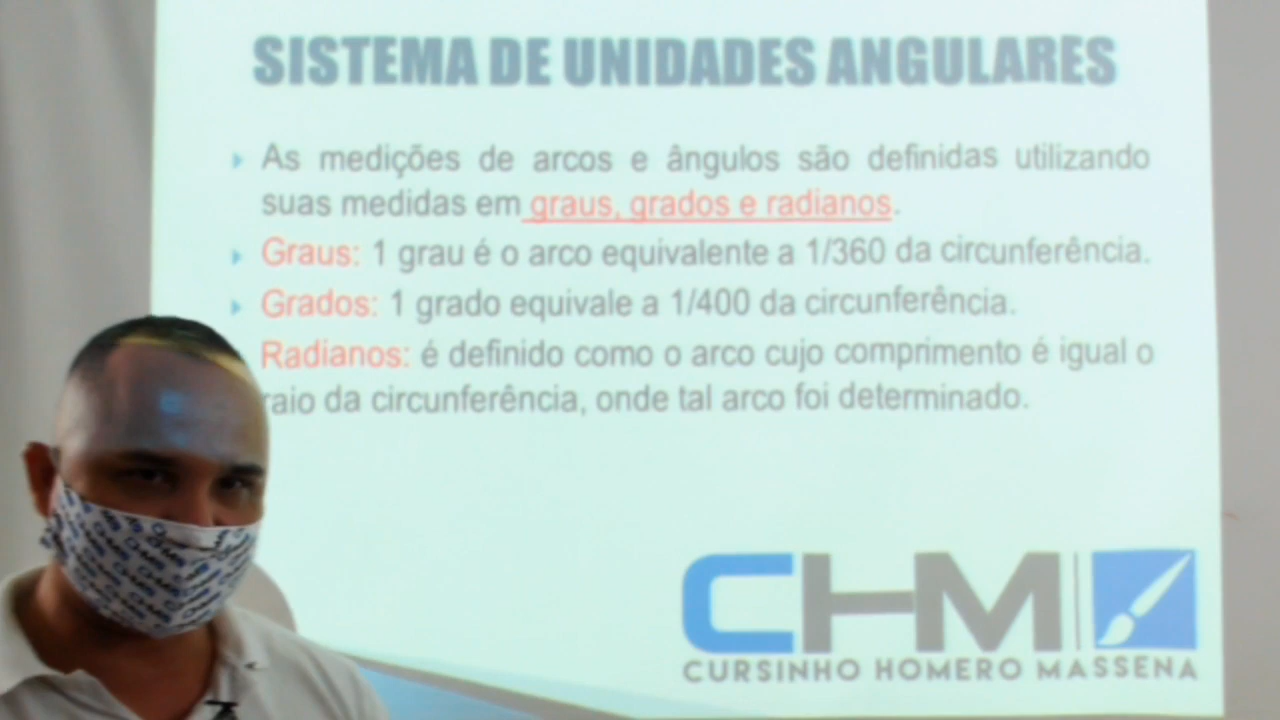 SISTEMA DE UNIDADES ANGULARES
As medições de arcos e ângulos são definidas utilizando
suas medidas em graus, grados e radianos.
Graus: 1 grau é o arco equivalente a 1/360 da circunferência.
Grados: 1 grado equivale a 1/400 da circunferência.
Radianos: é definido como o arco cujo comprimento é igual o
raio da circunferência, onde tal arco foi determinado.
CHM
CURSINHO HOMERO MASSENA